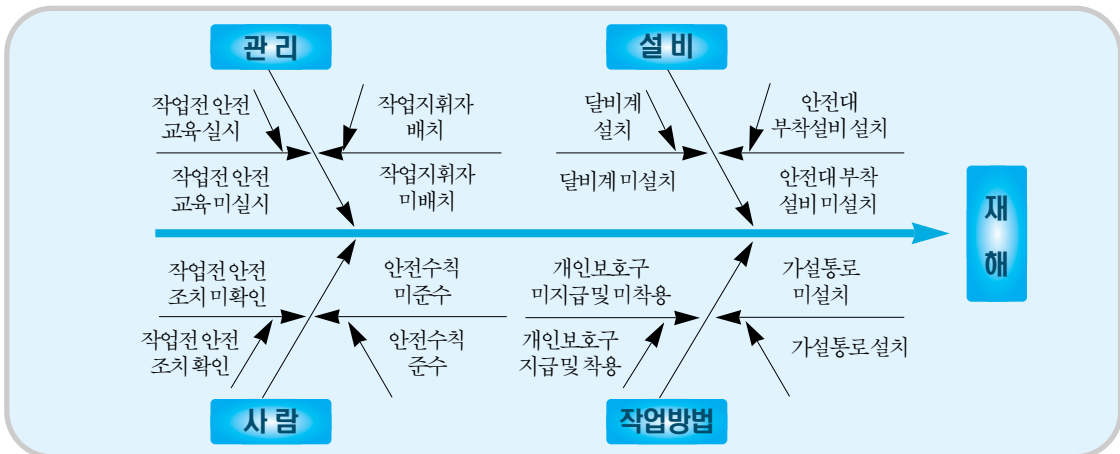 관 리
설 비
작업전 안전
교육 실시
작업지휘자
배치
달비계
설치
안전대
부착설비 설치
작업전 안전
교육 미실시
작업지휘자
미배치
달비계 미설치
안전대 부착
설비 미설치
재
해
작업전 안전
조치 미확인
안전수칙
미준수
개인보호구
미지급 및 미착용
가설통로
미설치
작업전 안전
조치 확인
안전수칙
준수
개인보호구
지급 및 착용
가설통로 설치
사 람
작업방법